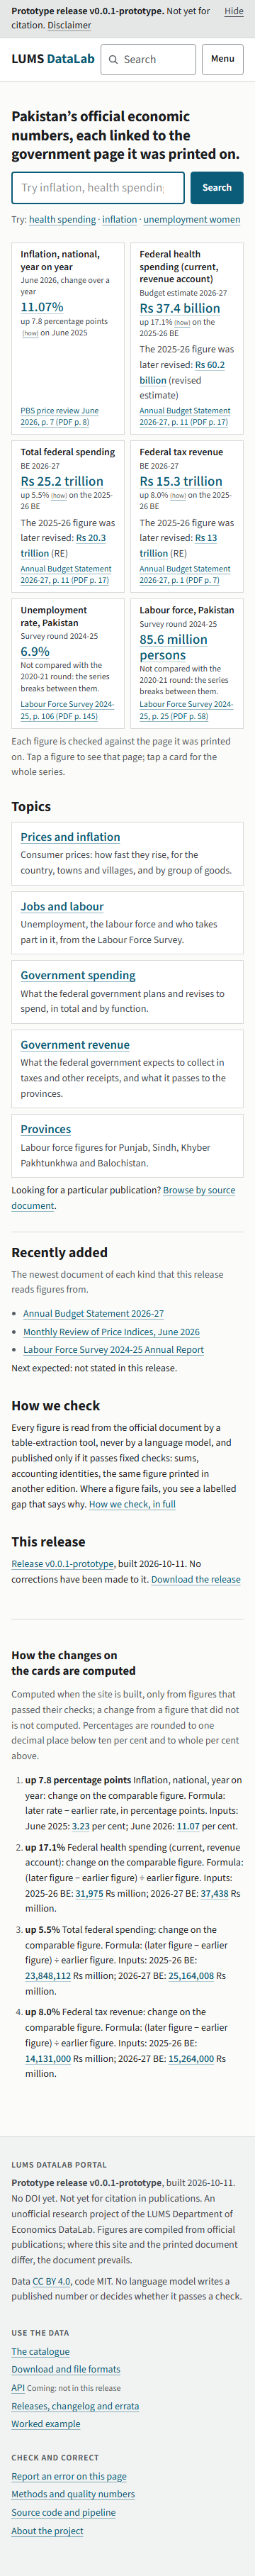 Prototype release v0.0.1-prototype. Not yet for
citation. Disclaimer
Hide
LUMS DataLab
Search
Menu
Pakistan’s official economic
numbers, each linked to the
government page it was printed on.
Try inflation, health spending
Search
Try: health spending · inflation · unemployment women
Inflation, national,
year on year
June 2026, change over a
year
11.07%
up 7.8 percentage points
(how) on June 2025
PBS price review June
2026, p. 7 (PDF p. 8)
Federal health
spending (current,
revenue account)
Budget estimate 2026-27
Rs 37.4 billion
up 17.1% (how) on the
2025-26 BE
The 2025-26 figure was
later revised: Rs 60.2
billion (revised
estimate)
Annual Budget Statement
2026-27, p. 11 (PDF p. 17)
Total federal spending
BE 2026-27
Rs 25.2 trillion
up 5.5% (how) on the 2025-
26 BE
The 2025-26 figure was
later revised: Rs 20.3
trillion (RE)
Annual Budget Statement
2026-27, p. 11 (PDF p. 17)
Federal tax revenue
BE 2026-27
Rs 15.3 trillion
up 8.0% (how) on the 2025-
26 BE
The 2025-26 figure was
later revised: Rs 13
trillion (RE)
Annual Budget Statement
2026-27, p. 1 (PDF p. 7)
Unemployment
rate, Pakistan
Survey round 2024-25
6.9%
Not compared with the
2020-21 round: the series
breaks between them.
Labour Force Survey 2024-
25, p. 106 (PDF p. 145)
Labour force, Pakistan
Survey round 2024-25
85.6 million
persons
Not compared with the
2020-21 round: the series
breaks between them.
Labour Force Survey 2024-
25, p. 25 (PDF p. 58)
Each figure is checked against the page it was printed
on. Tap a figure to see that page; tap a card for the
whole series.
Topics
Prices and inflation
Consumer prices: how fast they rise, for the
country, towns and villages, and by group of goods.
Jobs and labour
Unemployment, the labour force and who takes
part in it, from the Labour Force Survey.
Government spending
What the federal government plans and revises to
spend, in total and by function.
Government revenue
What the federal government expects to collect in
taxes and other receipts, and what it passes to the
provinces.
Provinces
Labour force figures for Punjab, Sindh, Khyber
Pakhtunkhwa and Balochistan.
Looking for a particular publication? Browse by source
document.
Recently added
The newest document of each kind that this release
reads figures from.
• Annual Budget Statement 2026-27
• Monthly Review of Price Indices, June 2026
• Labour Force Survey 2024-25 Annual Report
Next expected: not stated in this release.
How we check
Every figure is read from the official document by a
table-extraction tool, never by a language model, and
published only if it passes fixed checks: sums,
accounting identities, the same figure printed in
another edition. Where a figure fails, you see a labelled
gap that says why. How we check, in full
This release
Release v0.0.1-prototype, built 2026-10-11. No
corrections have been made to it. Download the release
How the changes on
the cards are computed
Computed when the site is built, only from figures that
passed their checks; a change from a figure that did not
is not computed. Percentages are rounded to one
decimal place below ten per cent and to whole per cent
above.
1. up 7.8 percentage points Inflation, national, year on
year: change on the comparable figure. Formula:
later rate − earlier rate, in percentage points. Inputs:
June 2025: 3.23 per cent; June 2026: 11.07 per cent.
2. up 17.1% Federal health spending (current, revenue
account): change on the comparable figure. Formula:
(later figure − earlier figure) ÷ earlier figure. Inputs:
2025-26 BE: 31,975 Rs million; 2026-27 BE: 37,438 Rs
million.
3. up 5.5% Total federal spending: change on the
comparable figure. Formula: (later figure − earlier
figure) ÷ earlier figure. Inputs: 2025-26 BE:
23,848,112 Rs million; 2026-27 BE: 25,164,008 Rs
million.
4. up 8.0% Federal tax revenue: change on the
comparable figure. Formula: (later figure − earlier
figure) ÷ earlier figure. Inputs: 2025-26 BE:
14,131,000 Rs million; 2026-27 BE: 15,264,000 Rs
million.
LUMS DATALAB PORTAL
Prototype release v0.0.1-prototype, built 2026-10-11.
No DOI yet. Not yet for citation in publications. An
unofficial research project of the LUMS Department of
Economics DataLab. Figures are compiled from official
publications; where this site and the printed document
differ, the document prevails.
Data CC BY 4.0, code MIT. No language model writes a
published number or decides whether it passes a check.
USE THE DATA
The catalogue
Download and file formats
API Coming: not in this release
Releases, changelog and errata
Worked example
CHECK AND CORRECT
Report an error on this page
Methods and quality numbers
Source code and pipeline
About the project